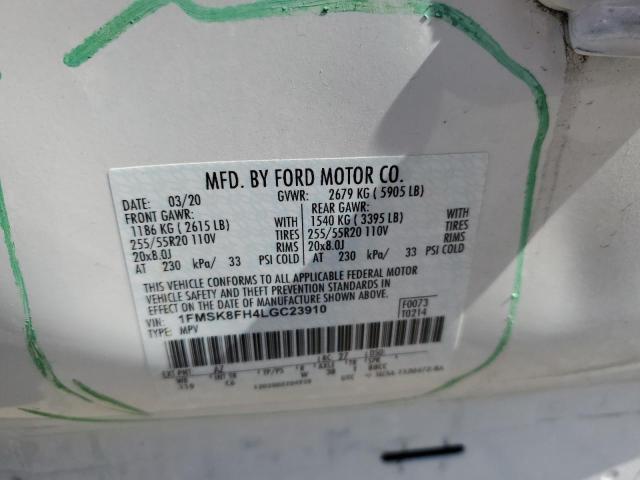 MFD. BY FORD MOTOR CO.
DATE: 03/20 GVWR: 2679 KG ( 5905 LB)
FRONT GAWR: REAR GAWR:
1186 KG ( 2615 LB) WITH 1540 KG ( 3395 LB) WITH
255/55R20 110V TIRES 255/55R20 110V TIRES
20x8.0J RIMS 20x8.0J RIMS
AT 230 kPa/ 33 PSI COLD AT 230 kPa/ 33 PSI COLD
THIS VEHICLE CONFORMS TO ALL APPLICABLE FEDERAL MOTOR
VEHICLE SAFETY AND THEFT PREVENTION STANDARDS IN EFFECT
ON THE DATE OF MANUFACTURE SHOWN ABOVE.
VIN: 1FMSK8FH4LGC23910 F0073
TYPE: MPV T0214
EXT PNT AZ